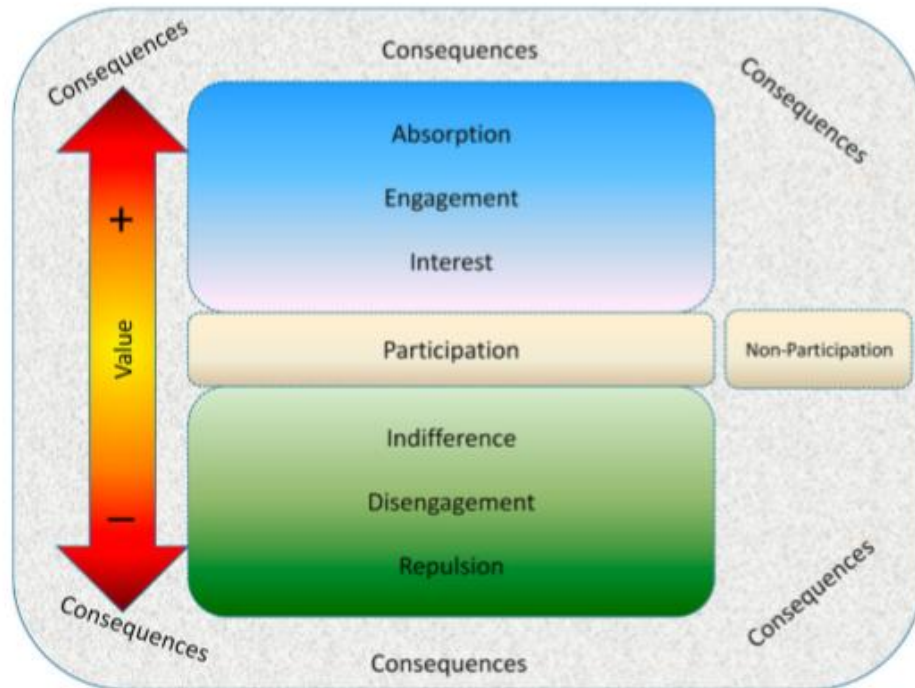 Consequences
Consequences
Consequences
Absorption
Engagement
Interest
+
Value
–
Participation
Non-Participation
Indifference
Disengagement
Repulsion
Consequences
Consequences
Consequences